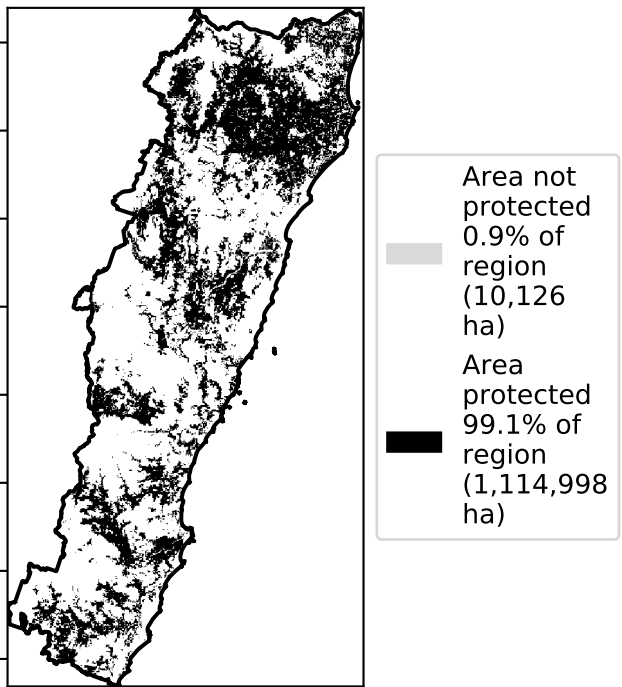 Area not
protected
0.9% of
region
(10,126
ha)
Area
protected
99.1% of
region
(1,114,998
ha)